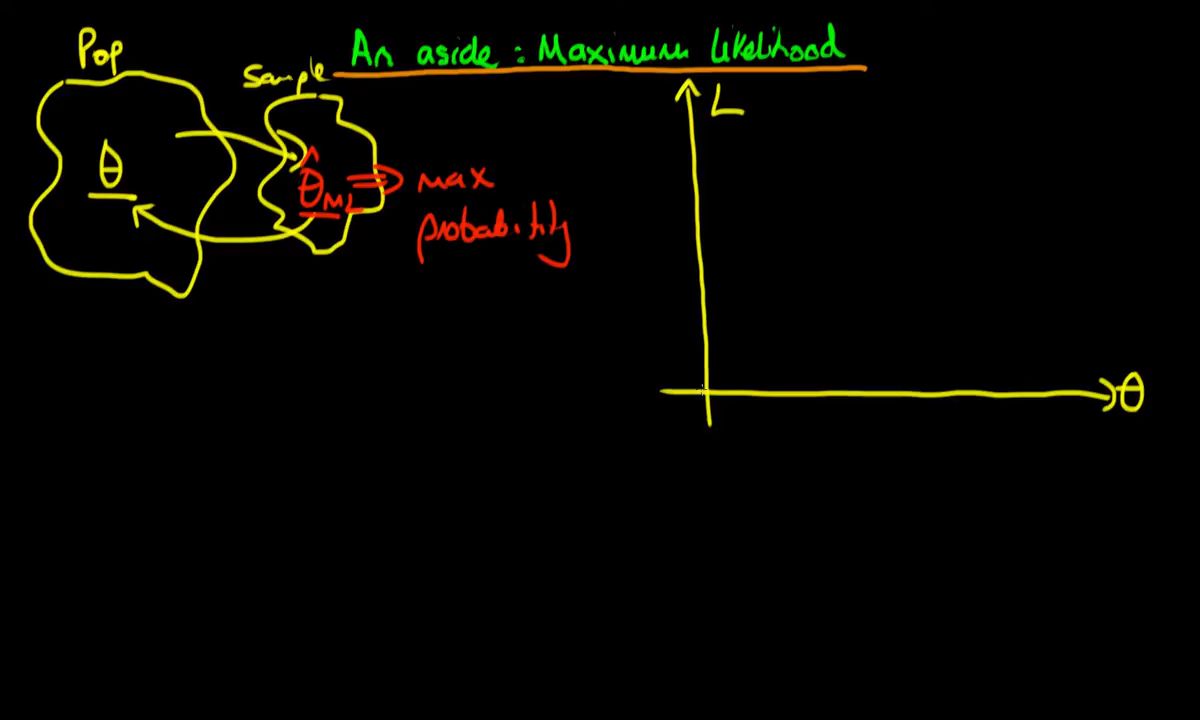 An aside : Maximum Likelihood
Pop
Sample
θ
θ̂ML ⇒ max
probability
L
θ